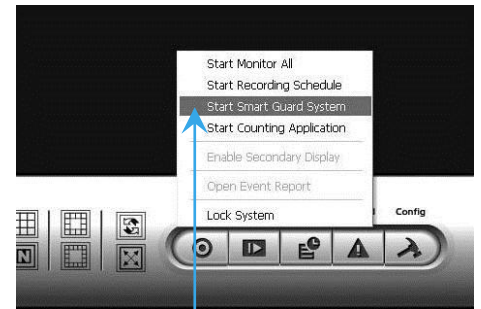 Start Monitor All
Start Recording Schedule
Start Smart Guard System
Start Counting Application
Enable Secondary Display
Open Event Report
Lock System
Config
N